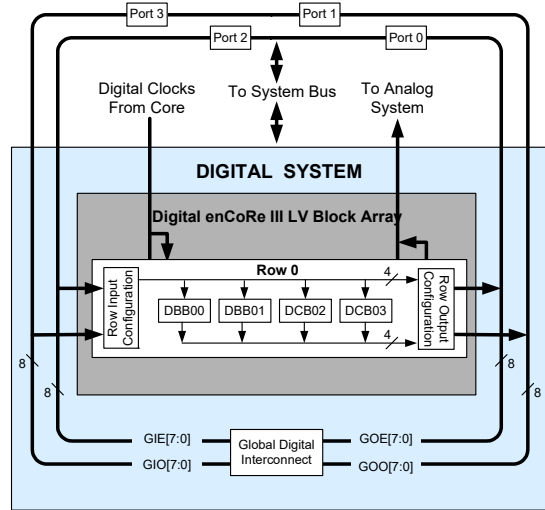 Port 3
Port 1
Port 2
Port 0
Digital Clocks
From Core
To System Bus
To Analog
System
DIGITAL SYSTEM
Digital enCoRe III LV Block Array
Row 0
4
Row Input
Configuration
DBB00
DBB01
DCB02
DCB03
Row Output
Configuration
4
8
8
8
8
GIE[7:0]
GIO[7:0]
Global Digital
Interconnect
GOE[7:0]
GOO[7:0]